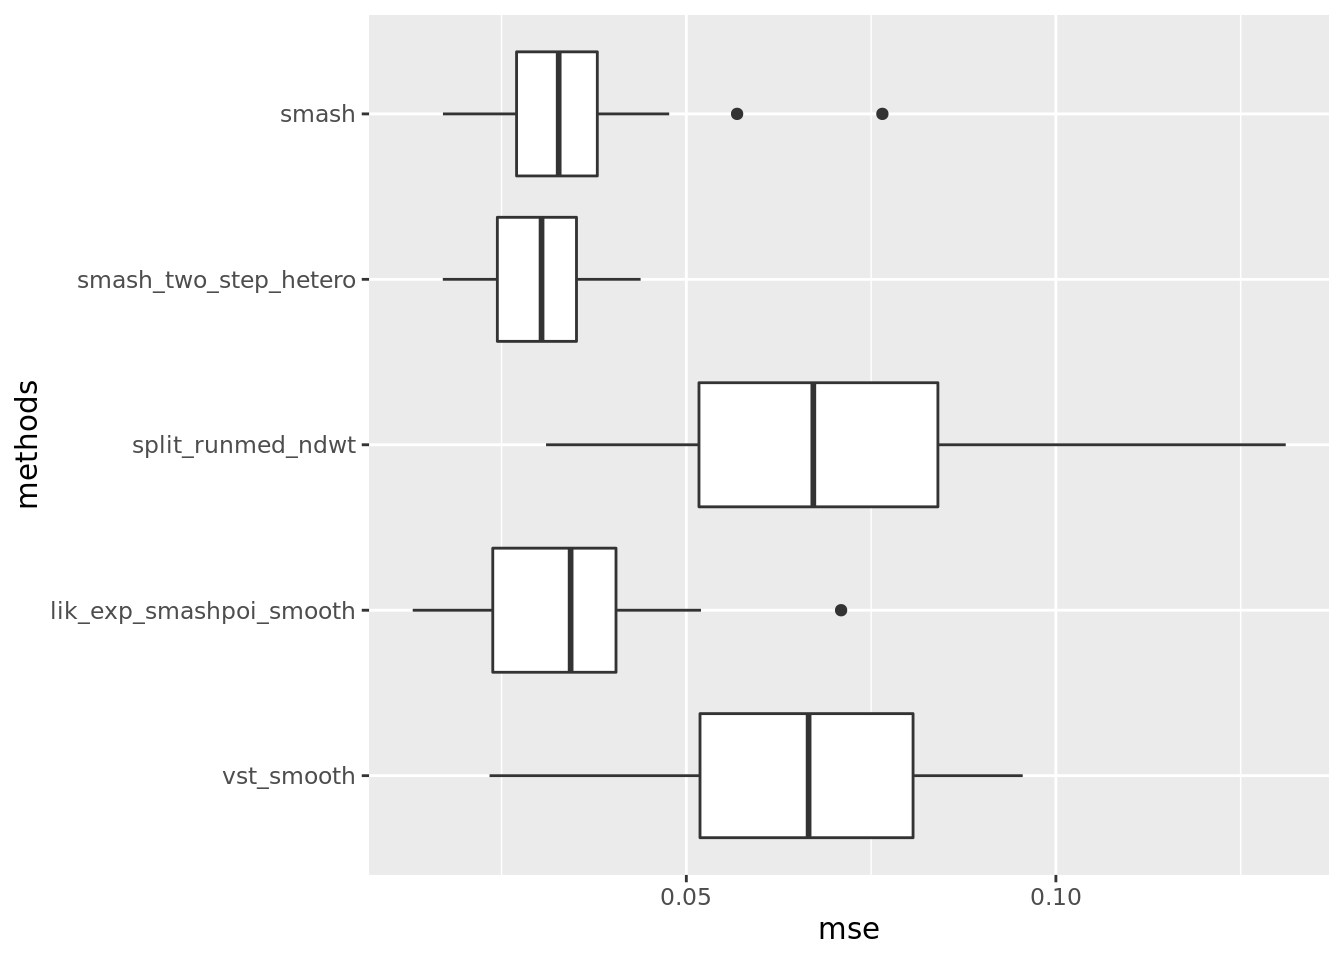 smash
smash_two_step_hetero
split_runmed_ndwt
lik_exp_smashpoi_smooth
vst_smooth
methods
0.05
0.10
mse